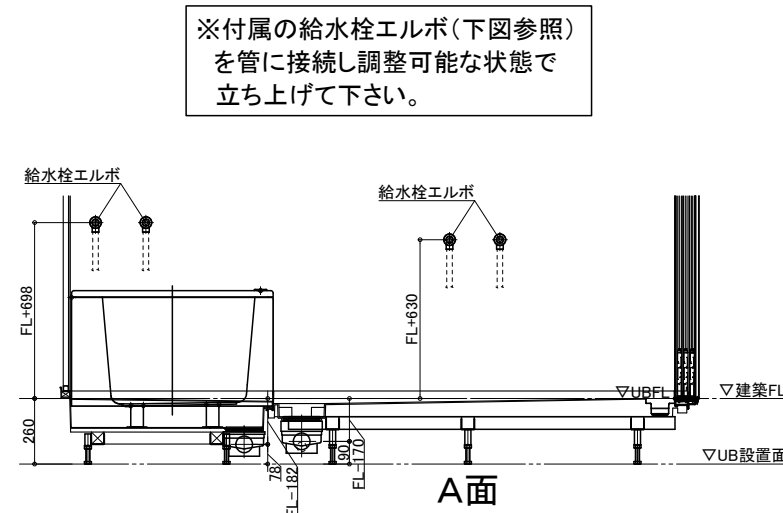 ※付属の給水栓エルボ(下図参照)
を管に接続し調整可能な状態で
立ち上げて下さい。
給水栓エルボ
給水栓エルボ
FL+698
FL+630
▽UBFL
▽建築FL
260
78
FL-182
90
FL-170
▽UB設置面
A面